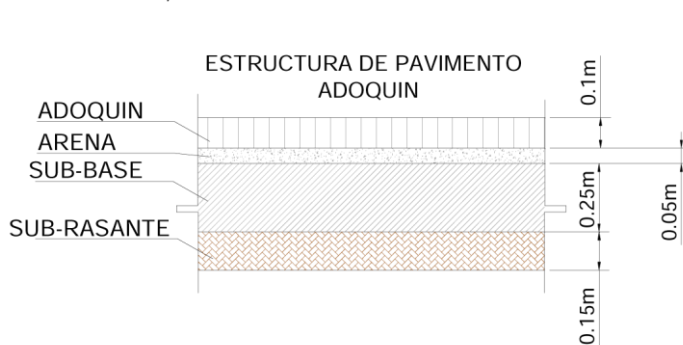 ESTRUCTURA DE PAVIMENTO
ADOQUIN
0.1m
ADOQUIN
ARENA
SUB-BASE
SUB-RASANTE
0.25m
0.05m
0.15m